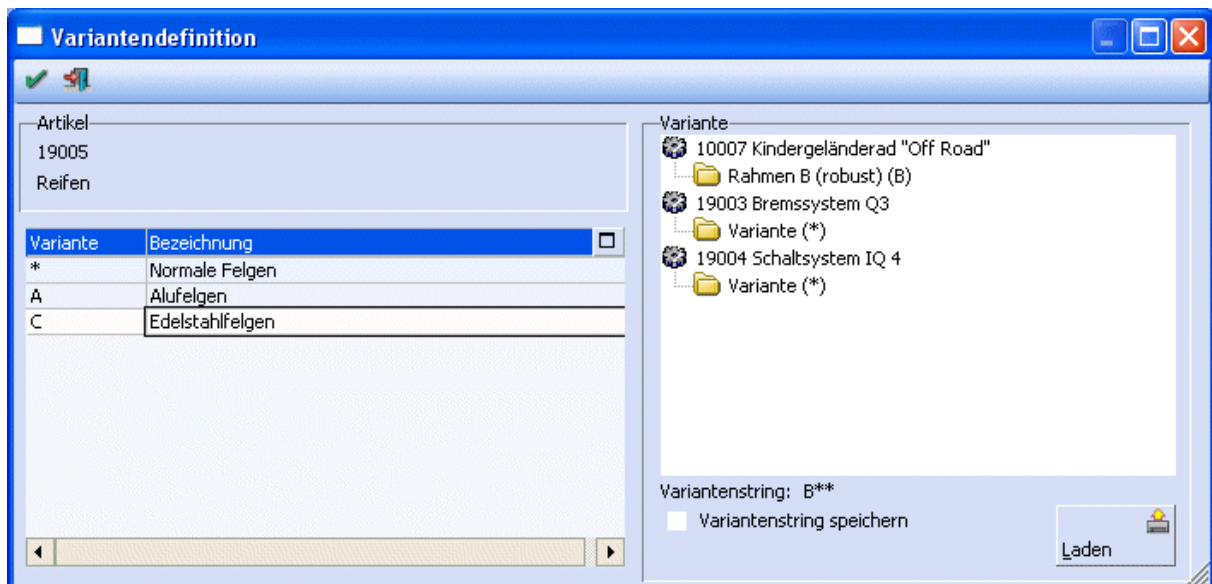 Variantendefinition
Artikel
19005
Reifen
Variante Bezeichnung
* Normale Felgen
A Alufelgen
C Edelstahlfelgen
Variante
10007 Kindergeländerad "Off Road"
Rahmen B (robust) (B)
19003 Bremssystem Q3
Variante (*)
19004 Schaltsystem IQ 4
Variante (*)
Variantenstring: B**
Variantenstring speichern
Laden